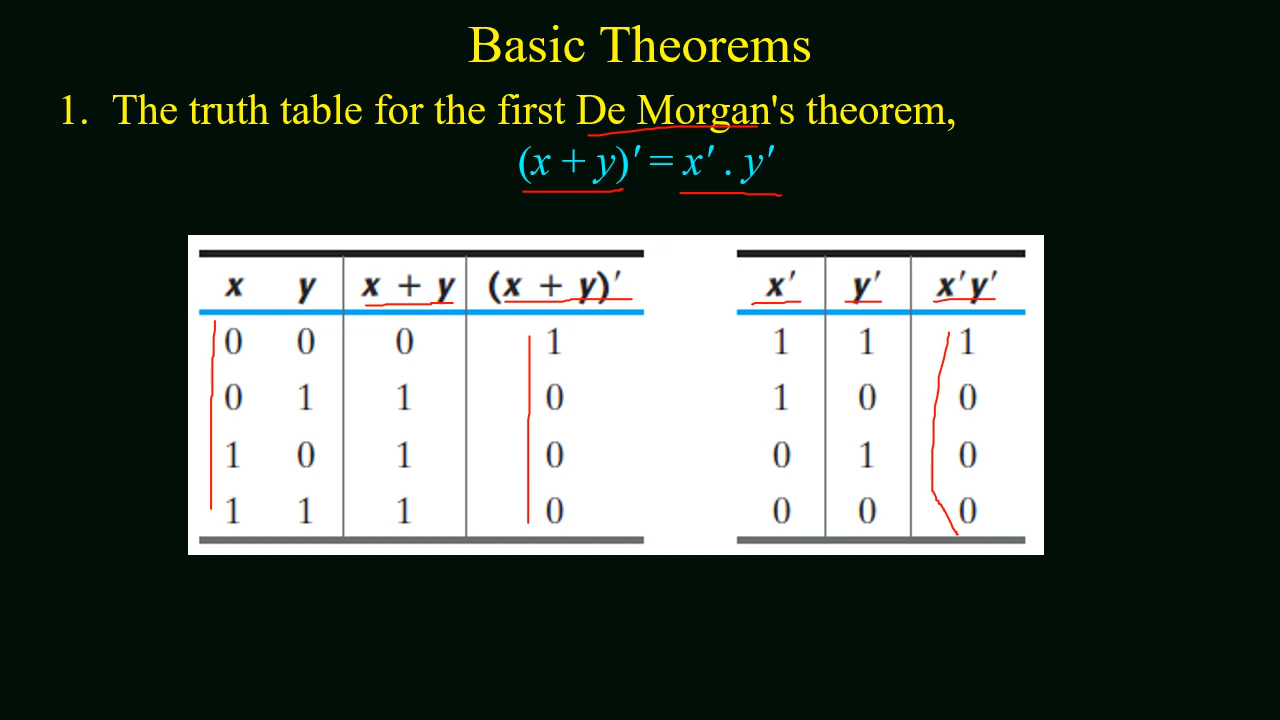 Basic Theorems
1. The truth table for the first De Morgan's theorem,
(x + y)′ = x′ . y′
x y x + y (x + y)′ x′ y′ x′y′
0 0 0 1 1 1 1
0 1 1 0 1 0 0
1 0 1 0 0 1 0
1 1 1 0 0 0 0